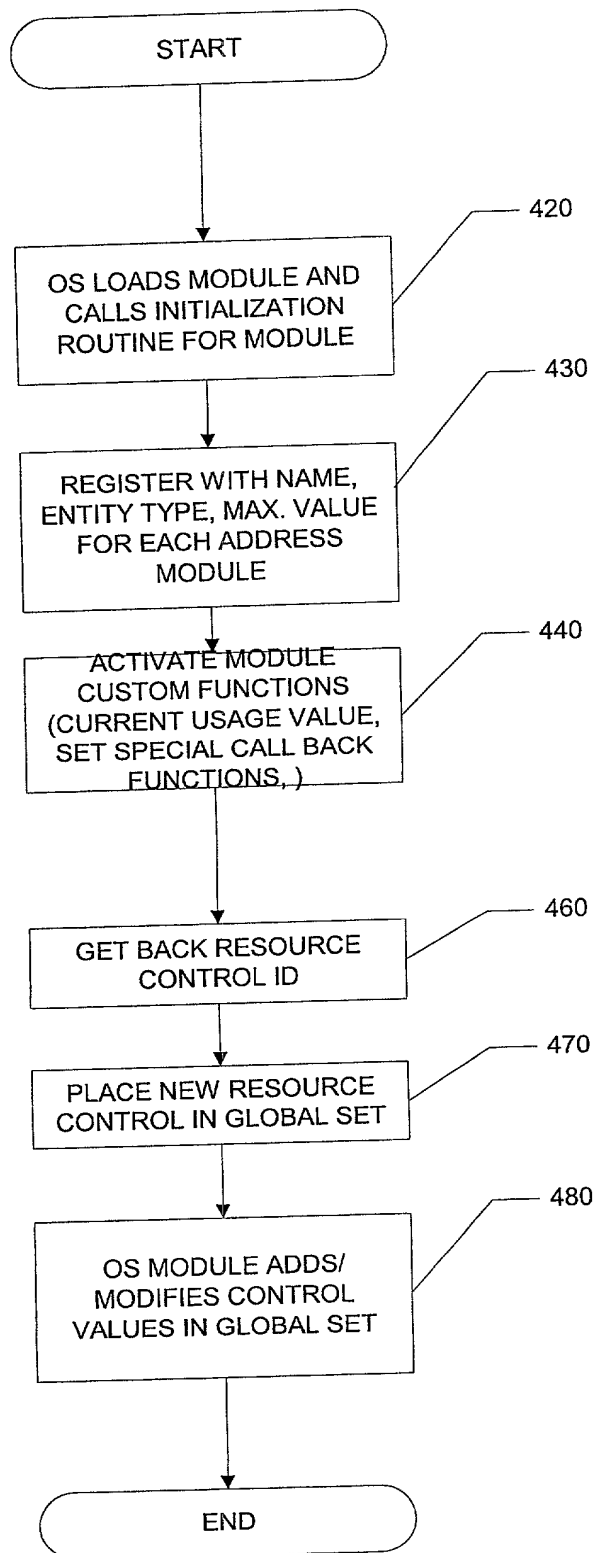 START
420
OS LOADS MODULE AND
CALLS INITIALIZATION
ROUTINE FOR MODULE
430
REGISTER WITH NAME,
ENTITY TYPE, MAX. VALUE
FOR EACH ADDRESS
MODULE
440
ACTIVATE MODULE
CUSTOM FUNCTIONS
(CURRENT USAGE VALUE,
SET SPECIAL CALL BACK
FUNCTIONS, )
460
GET BACK RESOURCE
CONTROL ID
470
PLACE NEW RESOURCE
CONTROL IN GLOBAL SET
480
OS MODULE ADDS/
MODIFIES CONTROL
VALUES IN GLOBAL SET
END